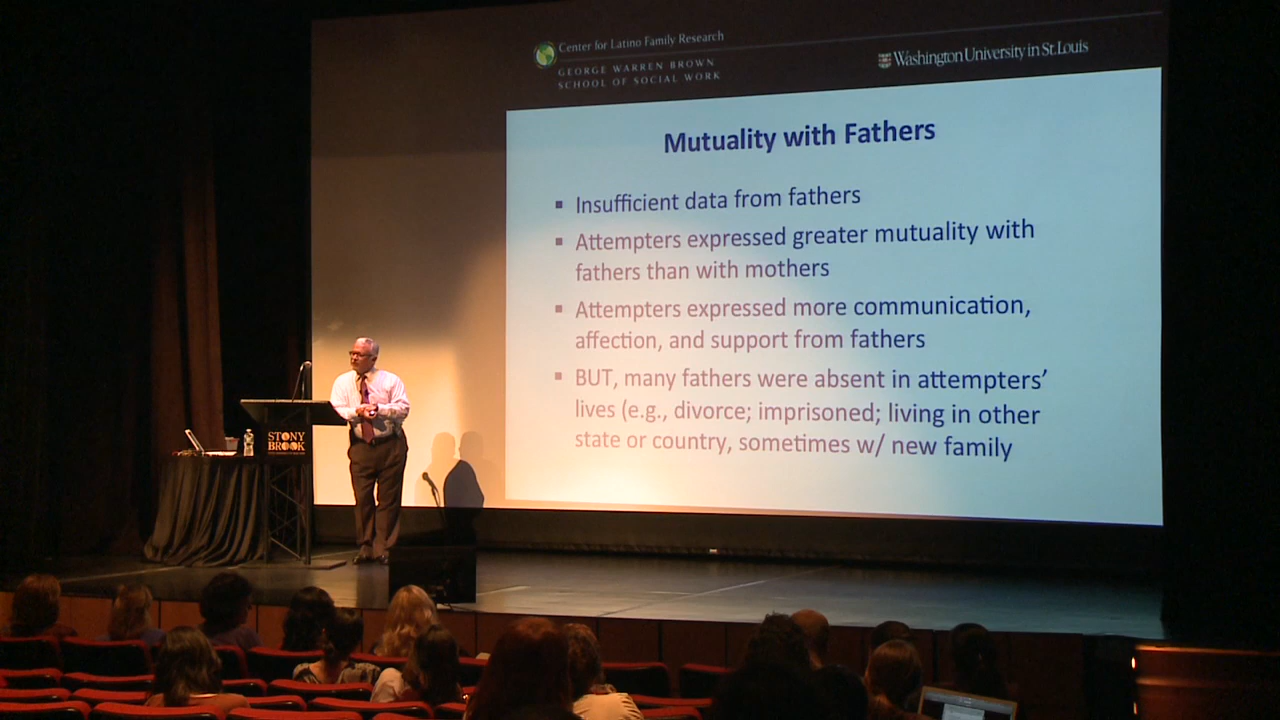 Center for Latino Family Research
GEORGE WARREN BROWN
SCHOOL OF SOCIAL WORK
Washington University in St. Louis
Mutuality with Fathers
▪ Insufficient data from fathers
▪ Attempters expressed greater mutuality with
fathers than with mothers
▪ Attempters expressed more communication,
affection, and support from fathers
▪ BUT, many fathers were absent in attempters’
lives (e.g., divorce; imprisoned; living in other
state or country, sometimes w/ new family
STONY
BROOK